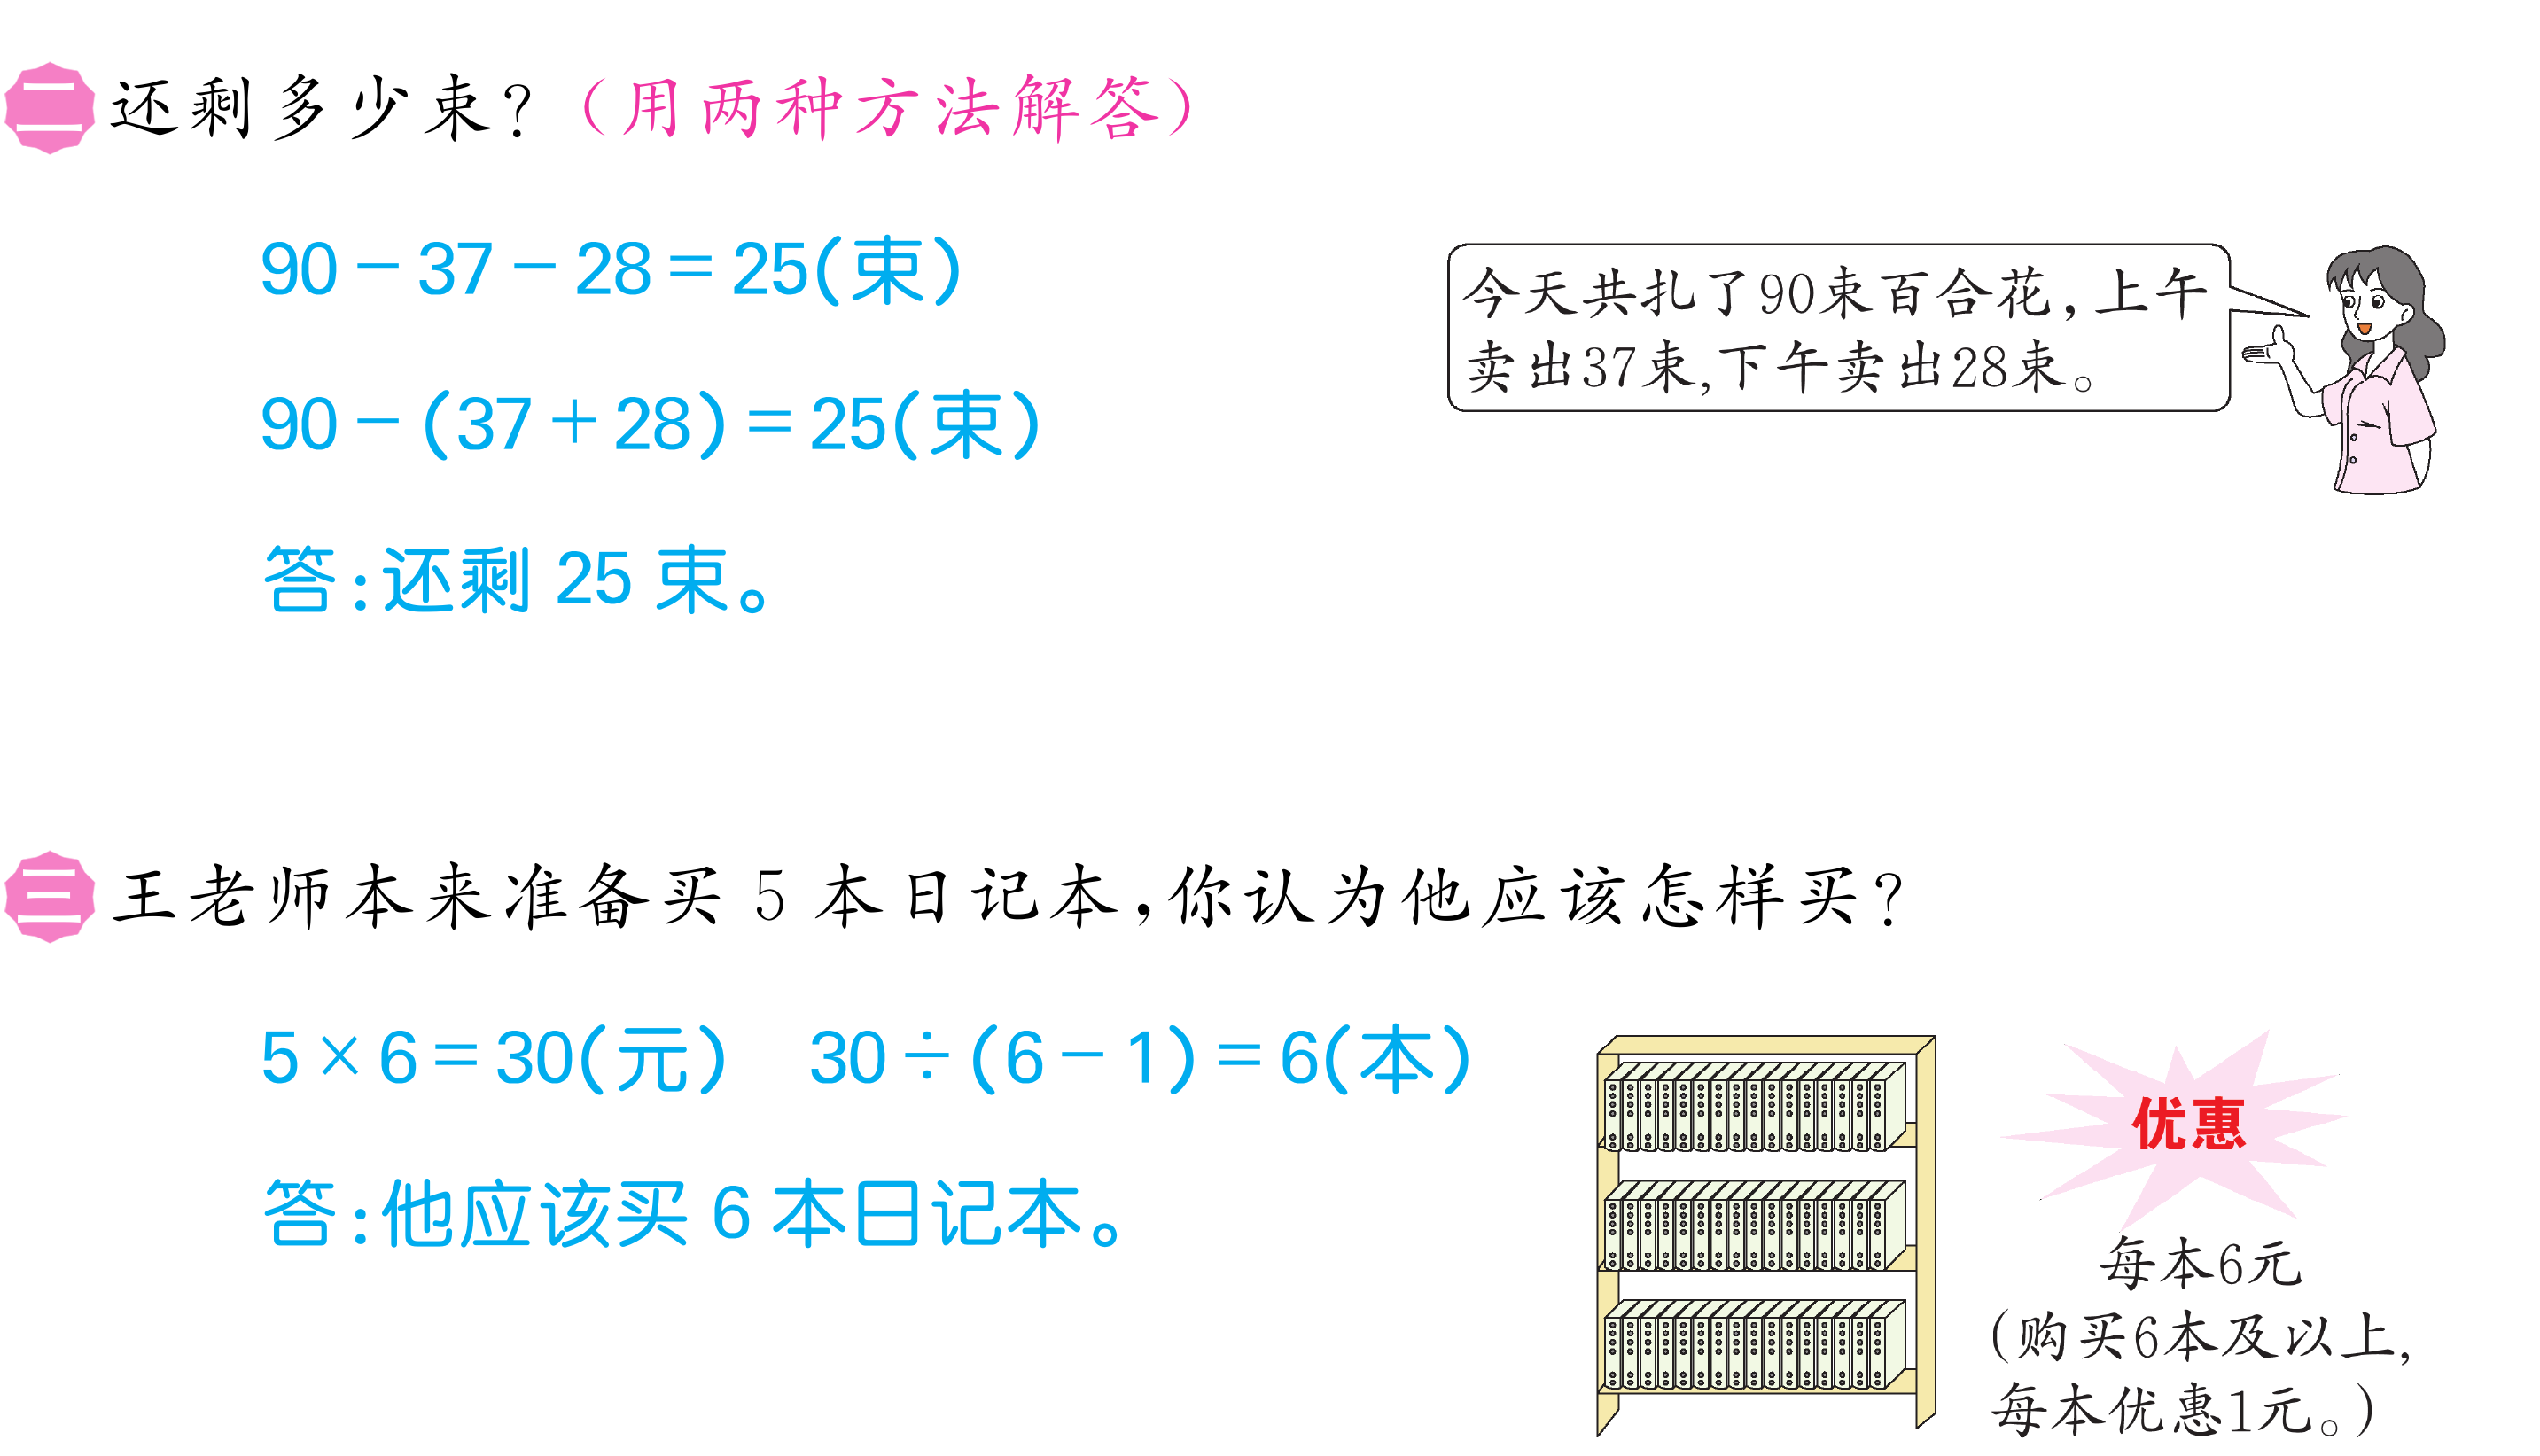 二 还剩多少束?(用两种方法解答)
90-37-28=25(束)
今天共扎了90束百合花,上午
卖出37束,下午卖出28束。
90-(37+28)=25(束)
答:还剩 25 束。
三 王老师本来准备买 5 本日记本,你认为他应该怎样买?
5×6=30(元) 30÷(6-1)=6(本)
答:他应该买 6 本日记本。
优惠
每本6元
(购买6本及以上,
每本优惠1元。)